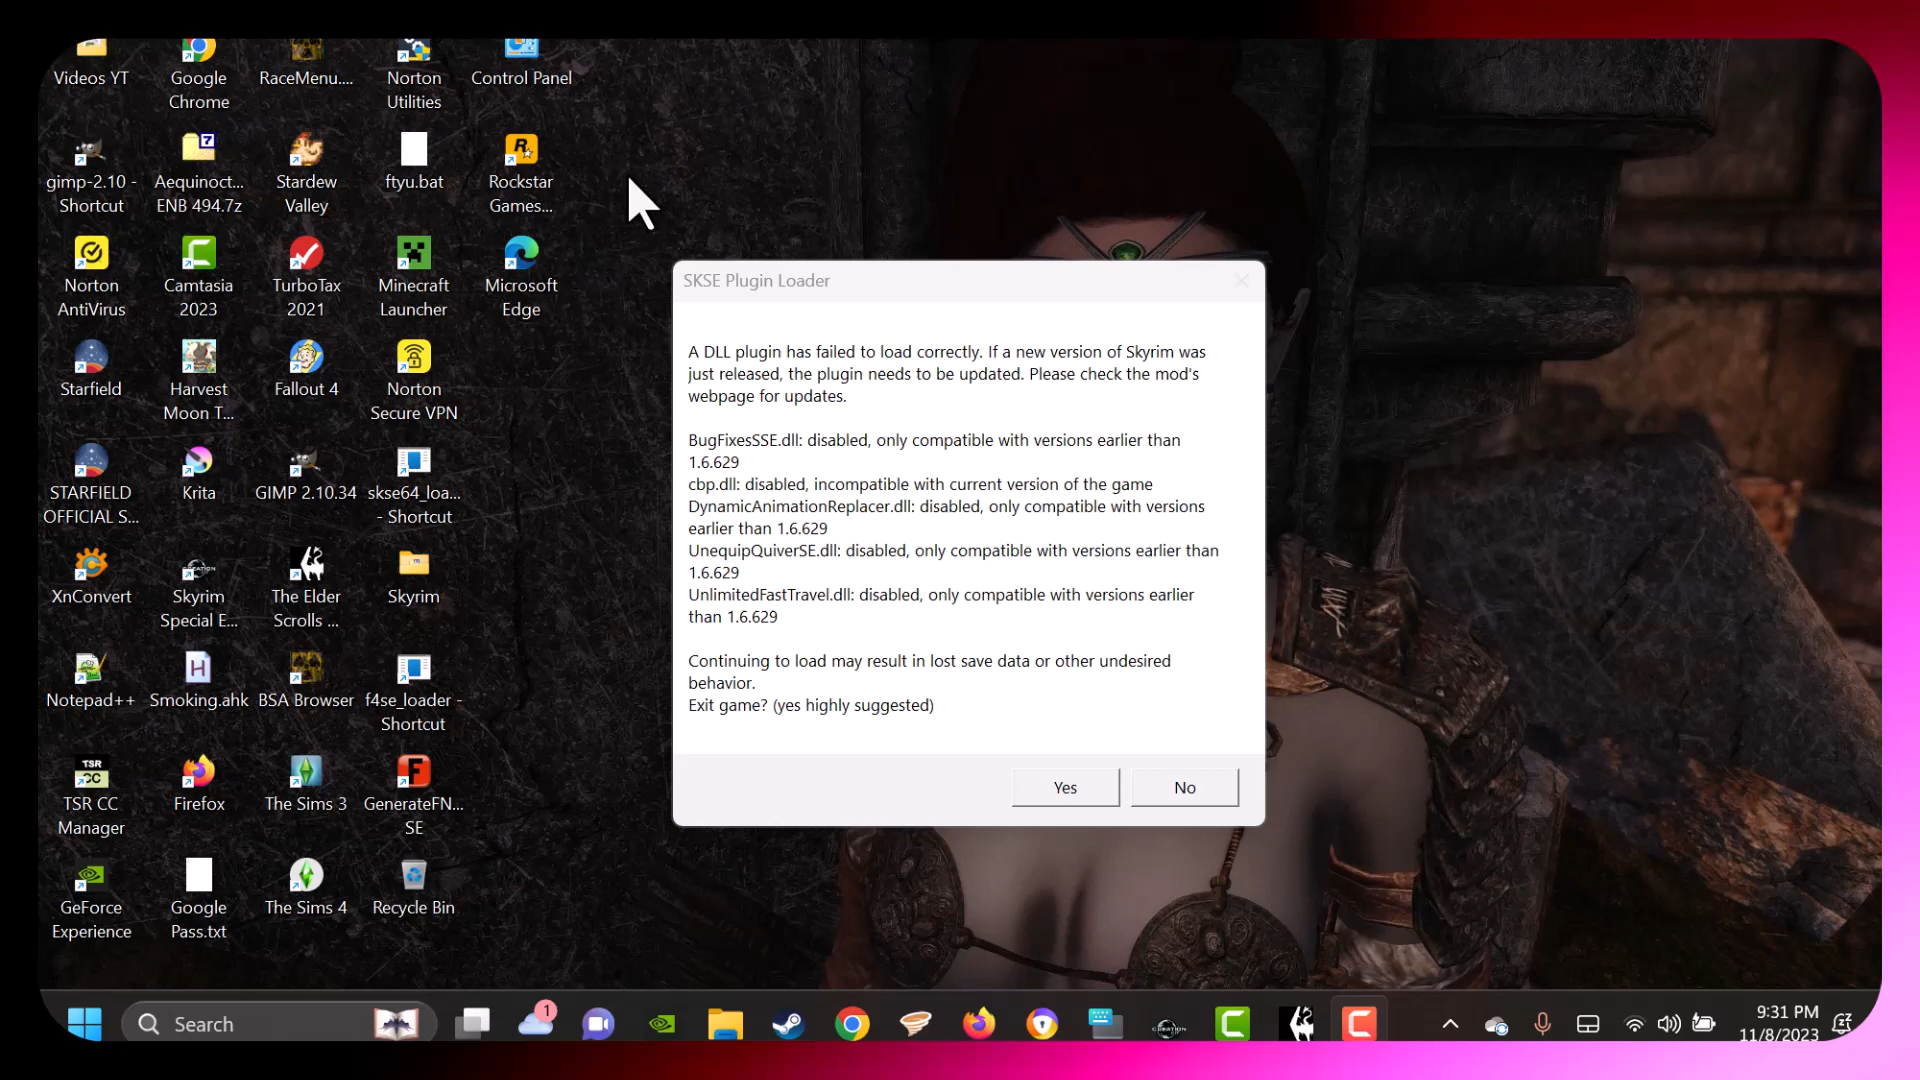 Videos YT
Google
Chrome
RaceMenu....
Norton
Utilities
Control Panel
gimp-2.10 -
Shortcut
7
Aequinoct...
ENB 494.7z
Stardew
Valley
ftyu.bat
R
Rockstar
Games...
Norton
AntiVirus
Camtasia
2023
TurboTax
2021
Minecraft
Launcher
Microsoft
Edge
Starfield
Harvest
Moon T...
Fallout 4
Norton
Secure VPN
STARFIELD
OFFICIAL S...
Krita
GIMP 2.10.34
skse64_loa...
- Shortcut
XnConvert
CREATION
Skyrim
Special E...
The Elder
Scrolls ...
Skyrim
Notepad++
H
Smoking.ahk
BSA Browser
f4se_loader -
Shortcut
TSR
CC
TSR CC
Manager
Firefox
The Sims 3
F
GenerateFN...
SE
GeForce
Experience
Google
Pass.txt
The Sims 4
Recycle Bin
SKSE Plugin Loader
A DLL plugin has failed to load correctly. If a new version of Skyrim was
just released, the plugin needs to be updated. Please check the mod's
webpage for updates.
BugFixesSSE.dll: disabled, only compatible with versions earlier than
1.6.629
cbp.dll: disabled, incompatible with current version of the game
DynamicAnimationReplacer.dll: disabled, only compatible with versions
earlier than 1.6.629
UnequipQuiverSE.dll: disabled, only compatible with versions earlier than
1.6.629
UnlimitedFastTravel.dll: disabled, only compatible with versions earlier
than 1.6.629
Continuing to load may result in lost save data or other undesired
behavior.
Exit game? (yes highly suggested)
Yes
No
Search
1
CREATION
9:31 PM
11/8/2023